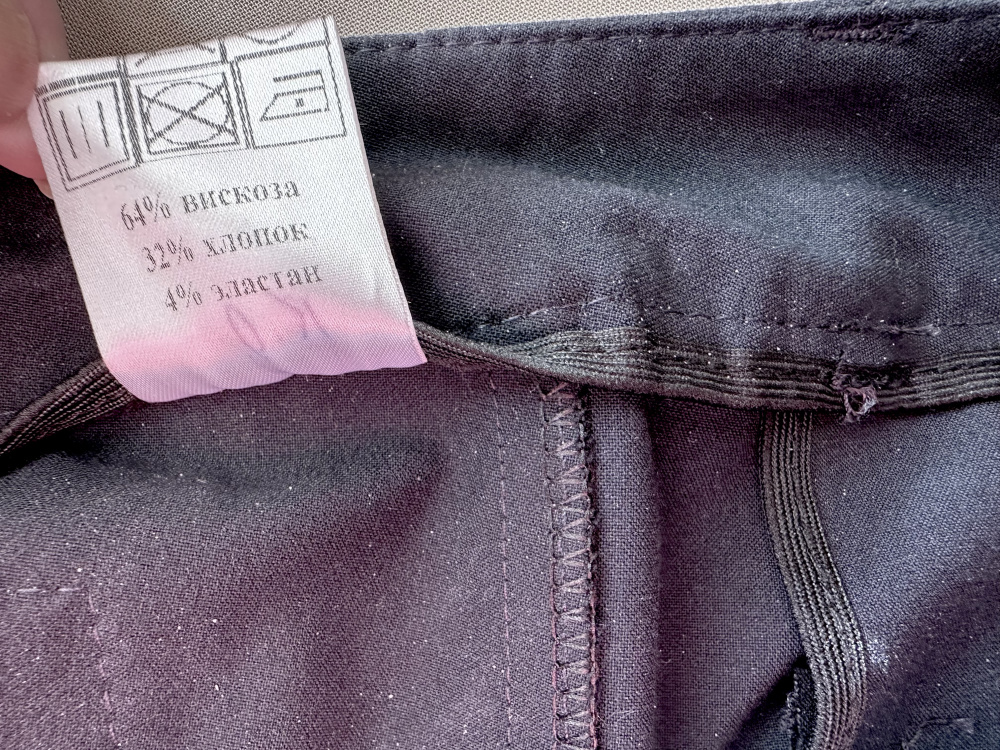 64% вискоза
32% хлопок
4% эластан